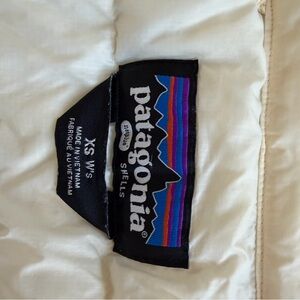 patagonia®
SHELLS
XS W's
MADE IN VIETNAM
FABRIQUÉ AU VIETNAM